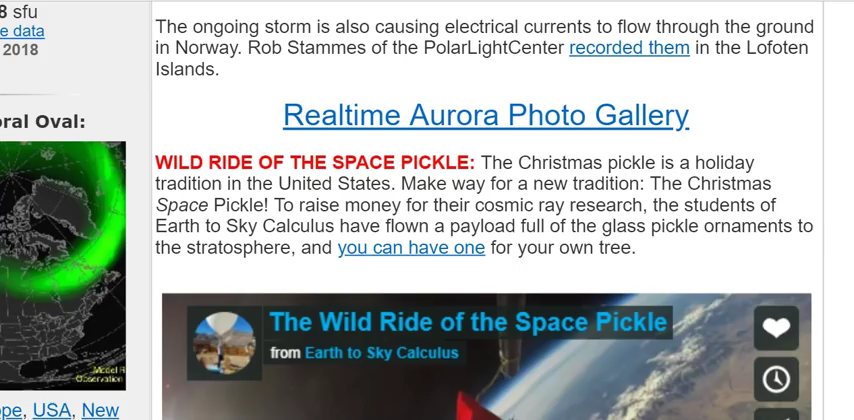 8 sfu
e data
2018
oral Oval:
Model R
Observation
ope, USA, New
The ongoing storm is also causing electrical currents to flow through the ground
in Norway. Rob Stammes of the PolarLightCenter recorded them in the Lofoten
Islands.
Realtime Aurora Photo Gallery
WILD RIDE OF THE SPACE PICKLE: The Christmas pickle is a holiday
tradition in the United States. Make way for a new tradition: The Christmas
Space Pickle! To raise money for their cosmic ray research, the students of
Earth to Sky Calculus have flown a payload full of the glass pickle ornaments to
the stratosphere, and you can have one for your own tree.
The Wild Ride of the Space Pickle
from Earth to Sky Calculus